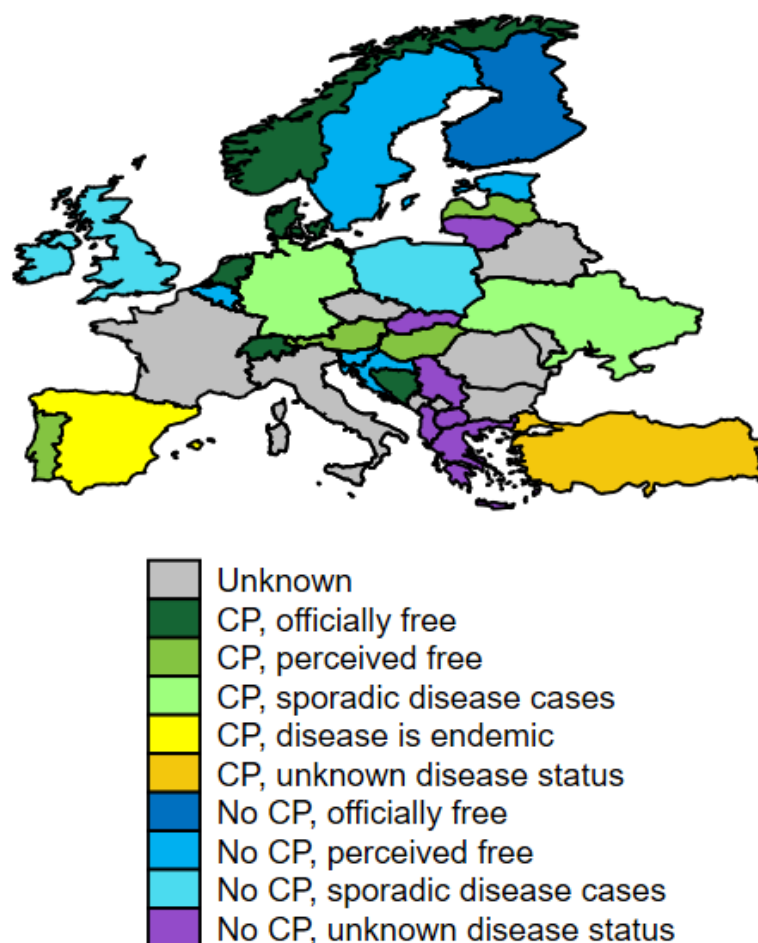 Unknown
CP, officially free
CP, perceived free
CP, sporadic disease cases
CP, disease is endemic
CP, unknown disease status
No CP, officially free
No CP, perceived free
No CP, sporadic disease cases
No CP, unknown disease status